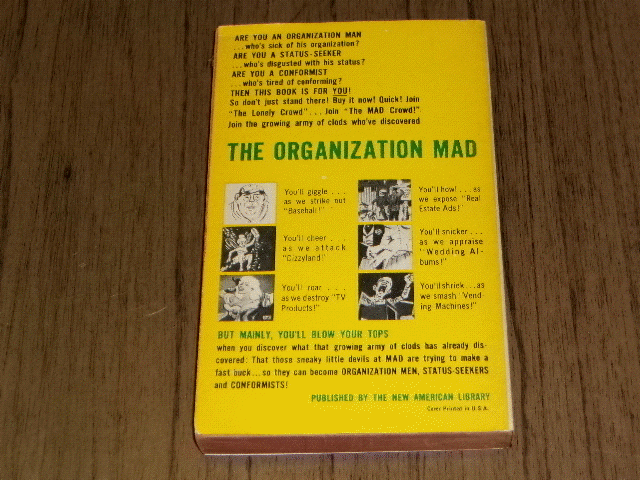 ARE YOU AN ORGANIZATION MAN
...who's sick of his organization?
ARE YOU A STATUS-SEEKER
...who's disgusted with his status?
ARE YOU A CONFORMIST
...who's tired of conforming?
THEN THIS BOOK IS FOR YOU!
So don't just stand there! Buy it now! Quick! Join
"The Lonely Crowd"... Join "The MAD Crowd!"
Join the growing army of clods who've discovered
THE ORGANIZATION MAD
You'll giggle . . .
as we strike out
"Baseball!"
You'll howl . . . as
we expose "Real
Estate Ads!"
You'll cheer . .
as we attack
"Cizzyland!"
You'll snicker . . .
as we appraise
"Wedding Al-
bums!"
You'll roar . . .
as we destroy "TV
Products!"
You'll shriek...as
we smash "Vend-
ing Machines!"
BUT MAINLY, YOU'LL BLOW YOUR TOPS
when you discover what that growing army of clods has already dis-
covered: That those sneaky little devils at MAD are trying to make a
fast buck... so they can become ORGANIZATION MEN, STATUS-SEEKERS
and CONFORMISTS!
PUBLISHED BY THE NEW AMERICAN LIBRARY
Cover Printed in U.S.A.